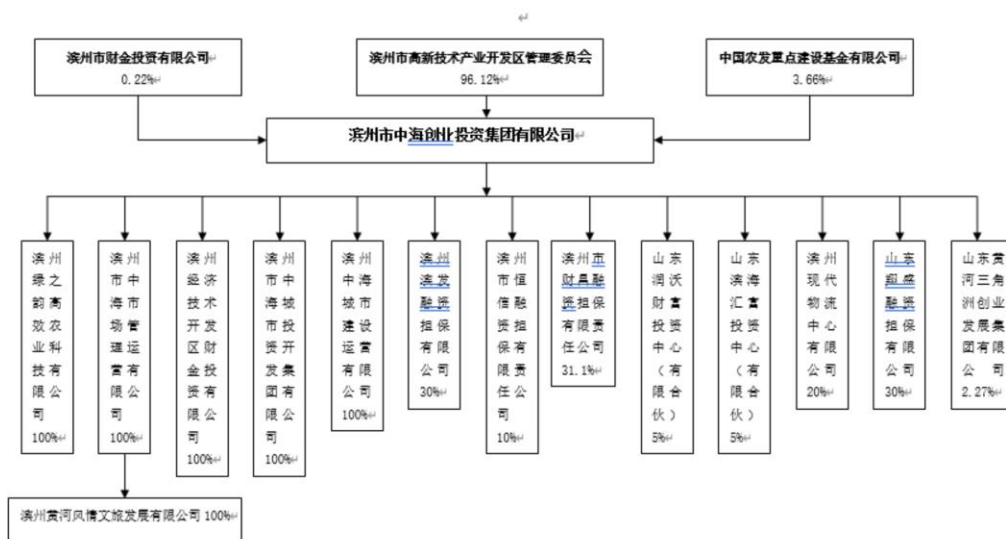 滨州市财金投资有限公司
0.22%
滨州市高新技术产业开发区管理委员会
96.12%
中国农发重点建设基金有限公司
3.66%
滨州市中海创业投资集团有限公司
滨州
绿之
韵高
效农
业科
技有
限公
司
100%
滨州
市中
海市
场管
理运
营有
限公
司
100%
滨州
经济
技术
开发
区财
金投
资有
限公
司
100%
滨州
市中
海城
市投
资开
发集
团有
限公
司
100%
滨州
中海
城市
建设
运营
有限
公司
100%
滨州
滨发
融资
担保
有限
公司
30%
滨州
市恒
信融
资担
保有
限责
任公
司
10%
滨州市
财昌融
资担保
有限责
任公司
31.1%
山东
润沃
财富
投资
中心
（有
限合
伙）
5%
山东
滨海
汇富
投资
中心
（有
限合
伙）
5%
滨州
现代
物流
中心
有限
公司
20%
山东
翔盛
融资
担保
有限
公司
30%
山东黄
河三角
洲创业
发展集
团有限
公司
2.27%
滨州黄河风情文旅发展有限公司 100%